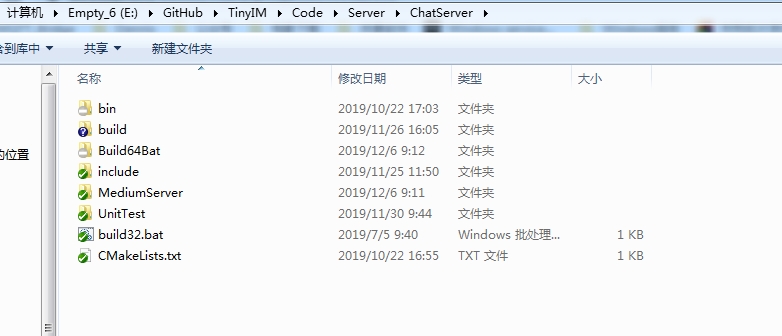 计算机 ▸ Empty_6 (E:) ▸ GitHub ▸ TinyIM ▸ Code ▸ Server ▸ ChatServer ▸
含到库中 ▾ 共享 ▾ 新建文件夹
名称 修改日期 类型 大小
bin 2019/10/22 17:03 文件夹
build 2019/11/26 16:05 文件夹
的位置
Build64Bat 2019/12/6 9:12 文件夹
include 2019/11/25 11:50 文件夹
MediumServer 2019/12/6 9:11 文件夹
UnitTest 2019/11/30 9:44 文件夹
build32.bat 2019/7/5 9:40 Windows 批处理... 1 KB
CMakeLists.txt 2019/10/22 16:55 TXT 文件 1 KB